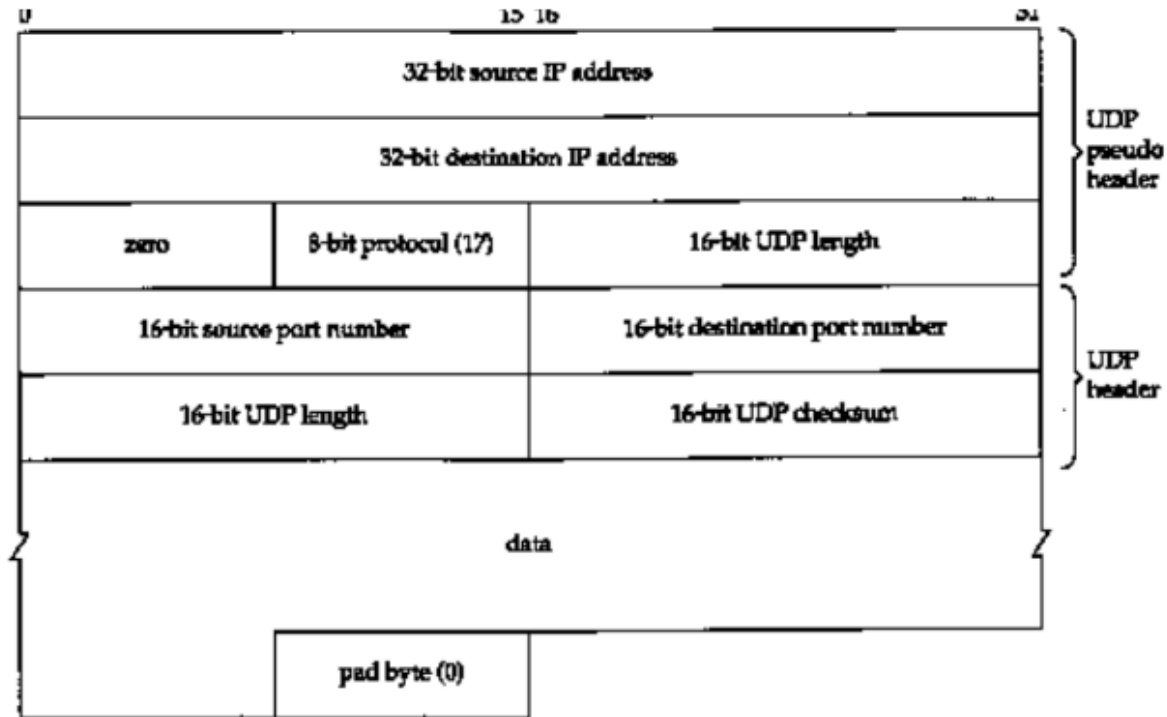 0 15 16 31
32-bit source IP address
32-bit destination IP address
UDP
pseudo
header
zero 8-bit protocol (17) 16-bit UDP length
16-bit source port number 16-bit destination port number
16-bit UDP length 16-bit UDP checksum
UDP
header
data
pad byte (0)